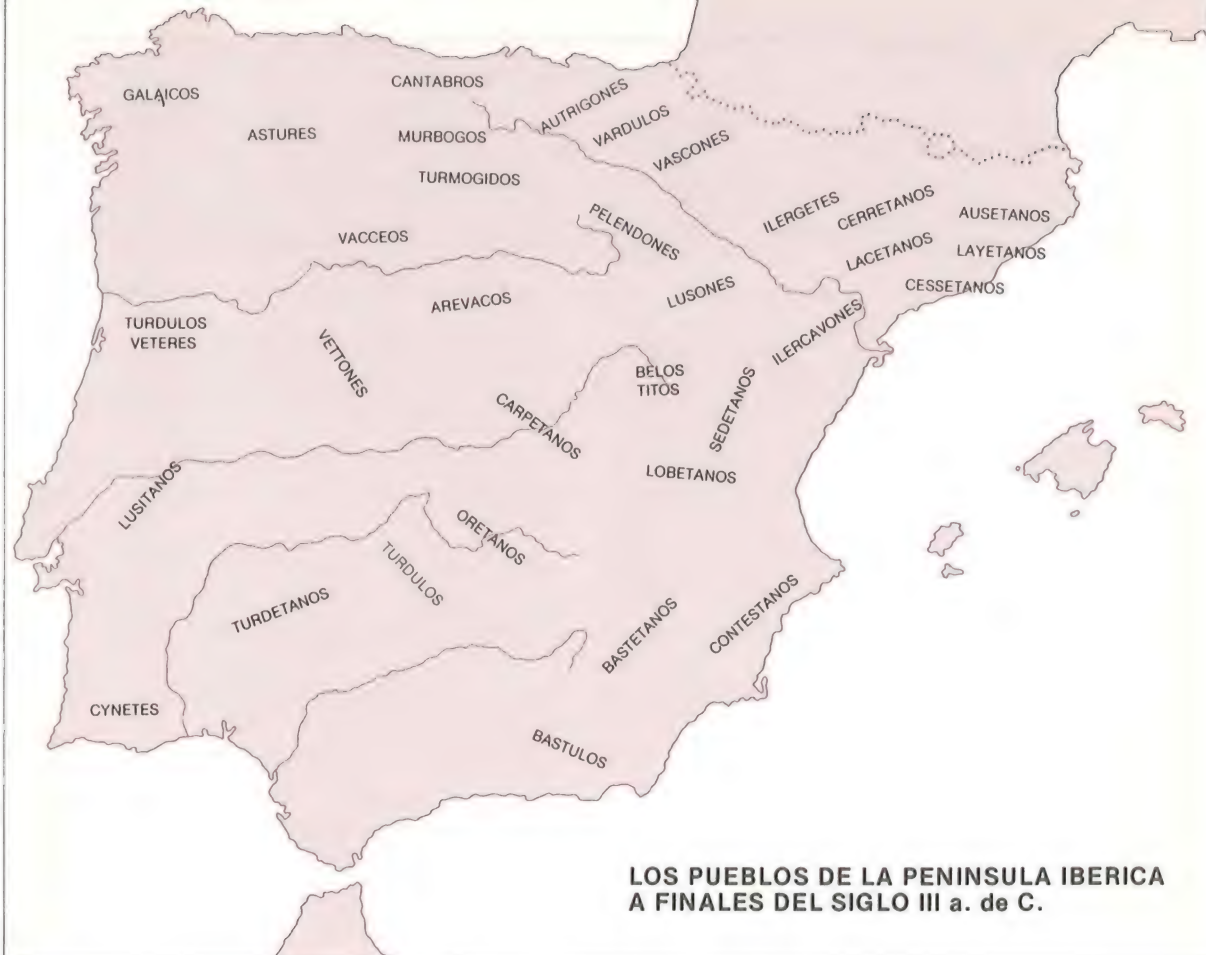 GALAICOS
CANTABROS
ASTURES
MURBOGOS
AUTRIGONES
VARDULOS
VASCONES
TURMOGIDOS
VACCEOS
PELENDONES
ILERGETES
CERRETANOS
AUSETANOS
LACETANOS
LAYETANOS
CESSETANOS
AREVACOS
LUSONES
ILERCAVONES
TURDULOS
VETERES
VETTONES
BELOS
TITOS
CARPETANOS
SEDETANOS
LOBETANOS
LUSITANOS
ORETANOS
TURDULOS
TURDETANOS
BASTETANOS
CONTESTANOS
CYNETES
BASTULOS
LOS PUEBLOS DE LA PENINSULA IBERICA
A FINALES DEL SIGLO III a. de C.